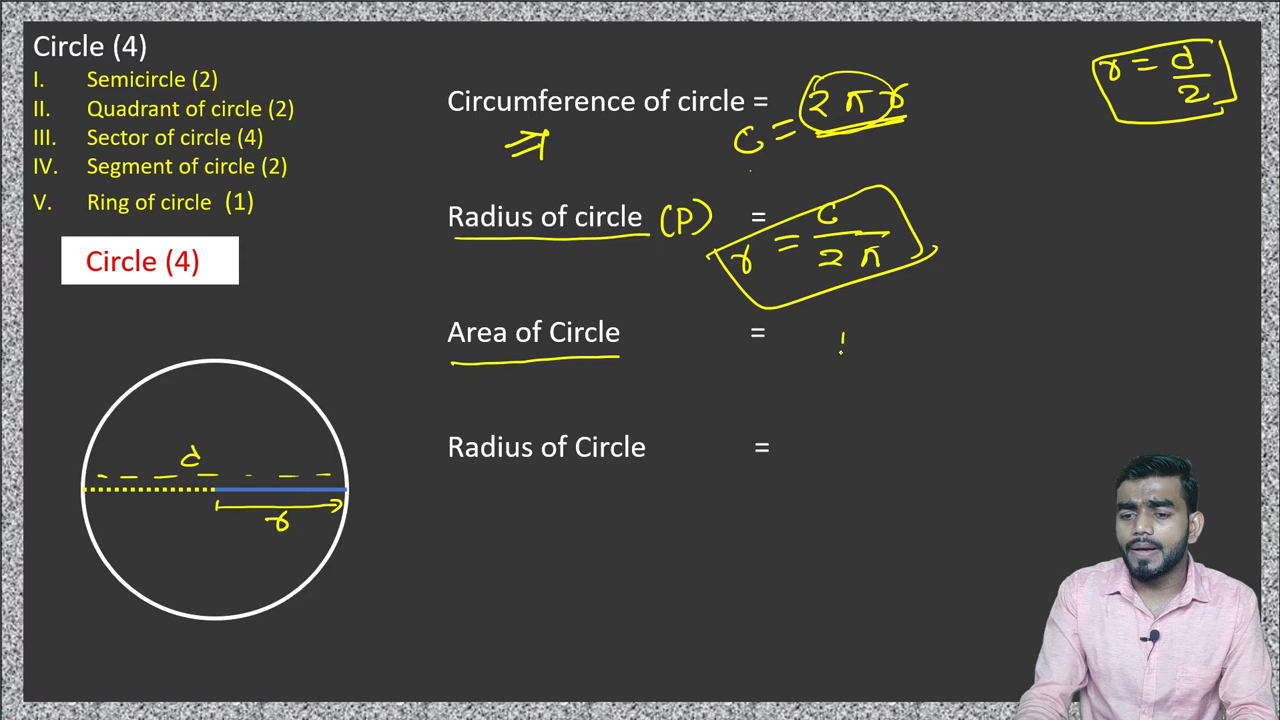 Circle (4)
I. Semicircle (2)
II. Quadrant of circle (2)
III. Sector of circle (4)
IV. Segment of circle (2)
V. Ring of circle (1)
Circle (4)
d
r
Circumference of circle = 2 π r
⇒ C =
Radius of circle (P) =
r = C / 2 π
Area of Circle =
Radius of Circle =
r = d / 2